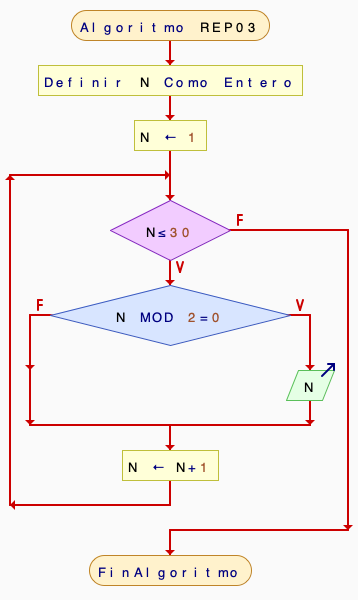 Algoritmo REP03
Definir N Como Entero
N ← 1
N≤30
F
V
F
V
N MOD 2=0
N
N ← N+1
FinAlgoritmo